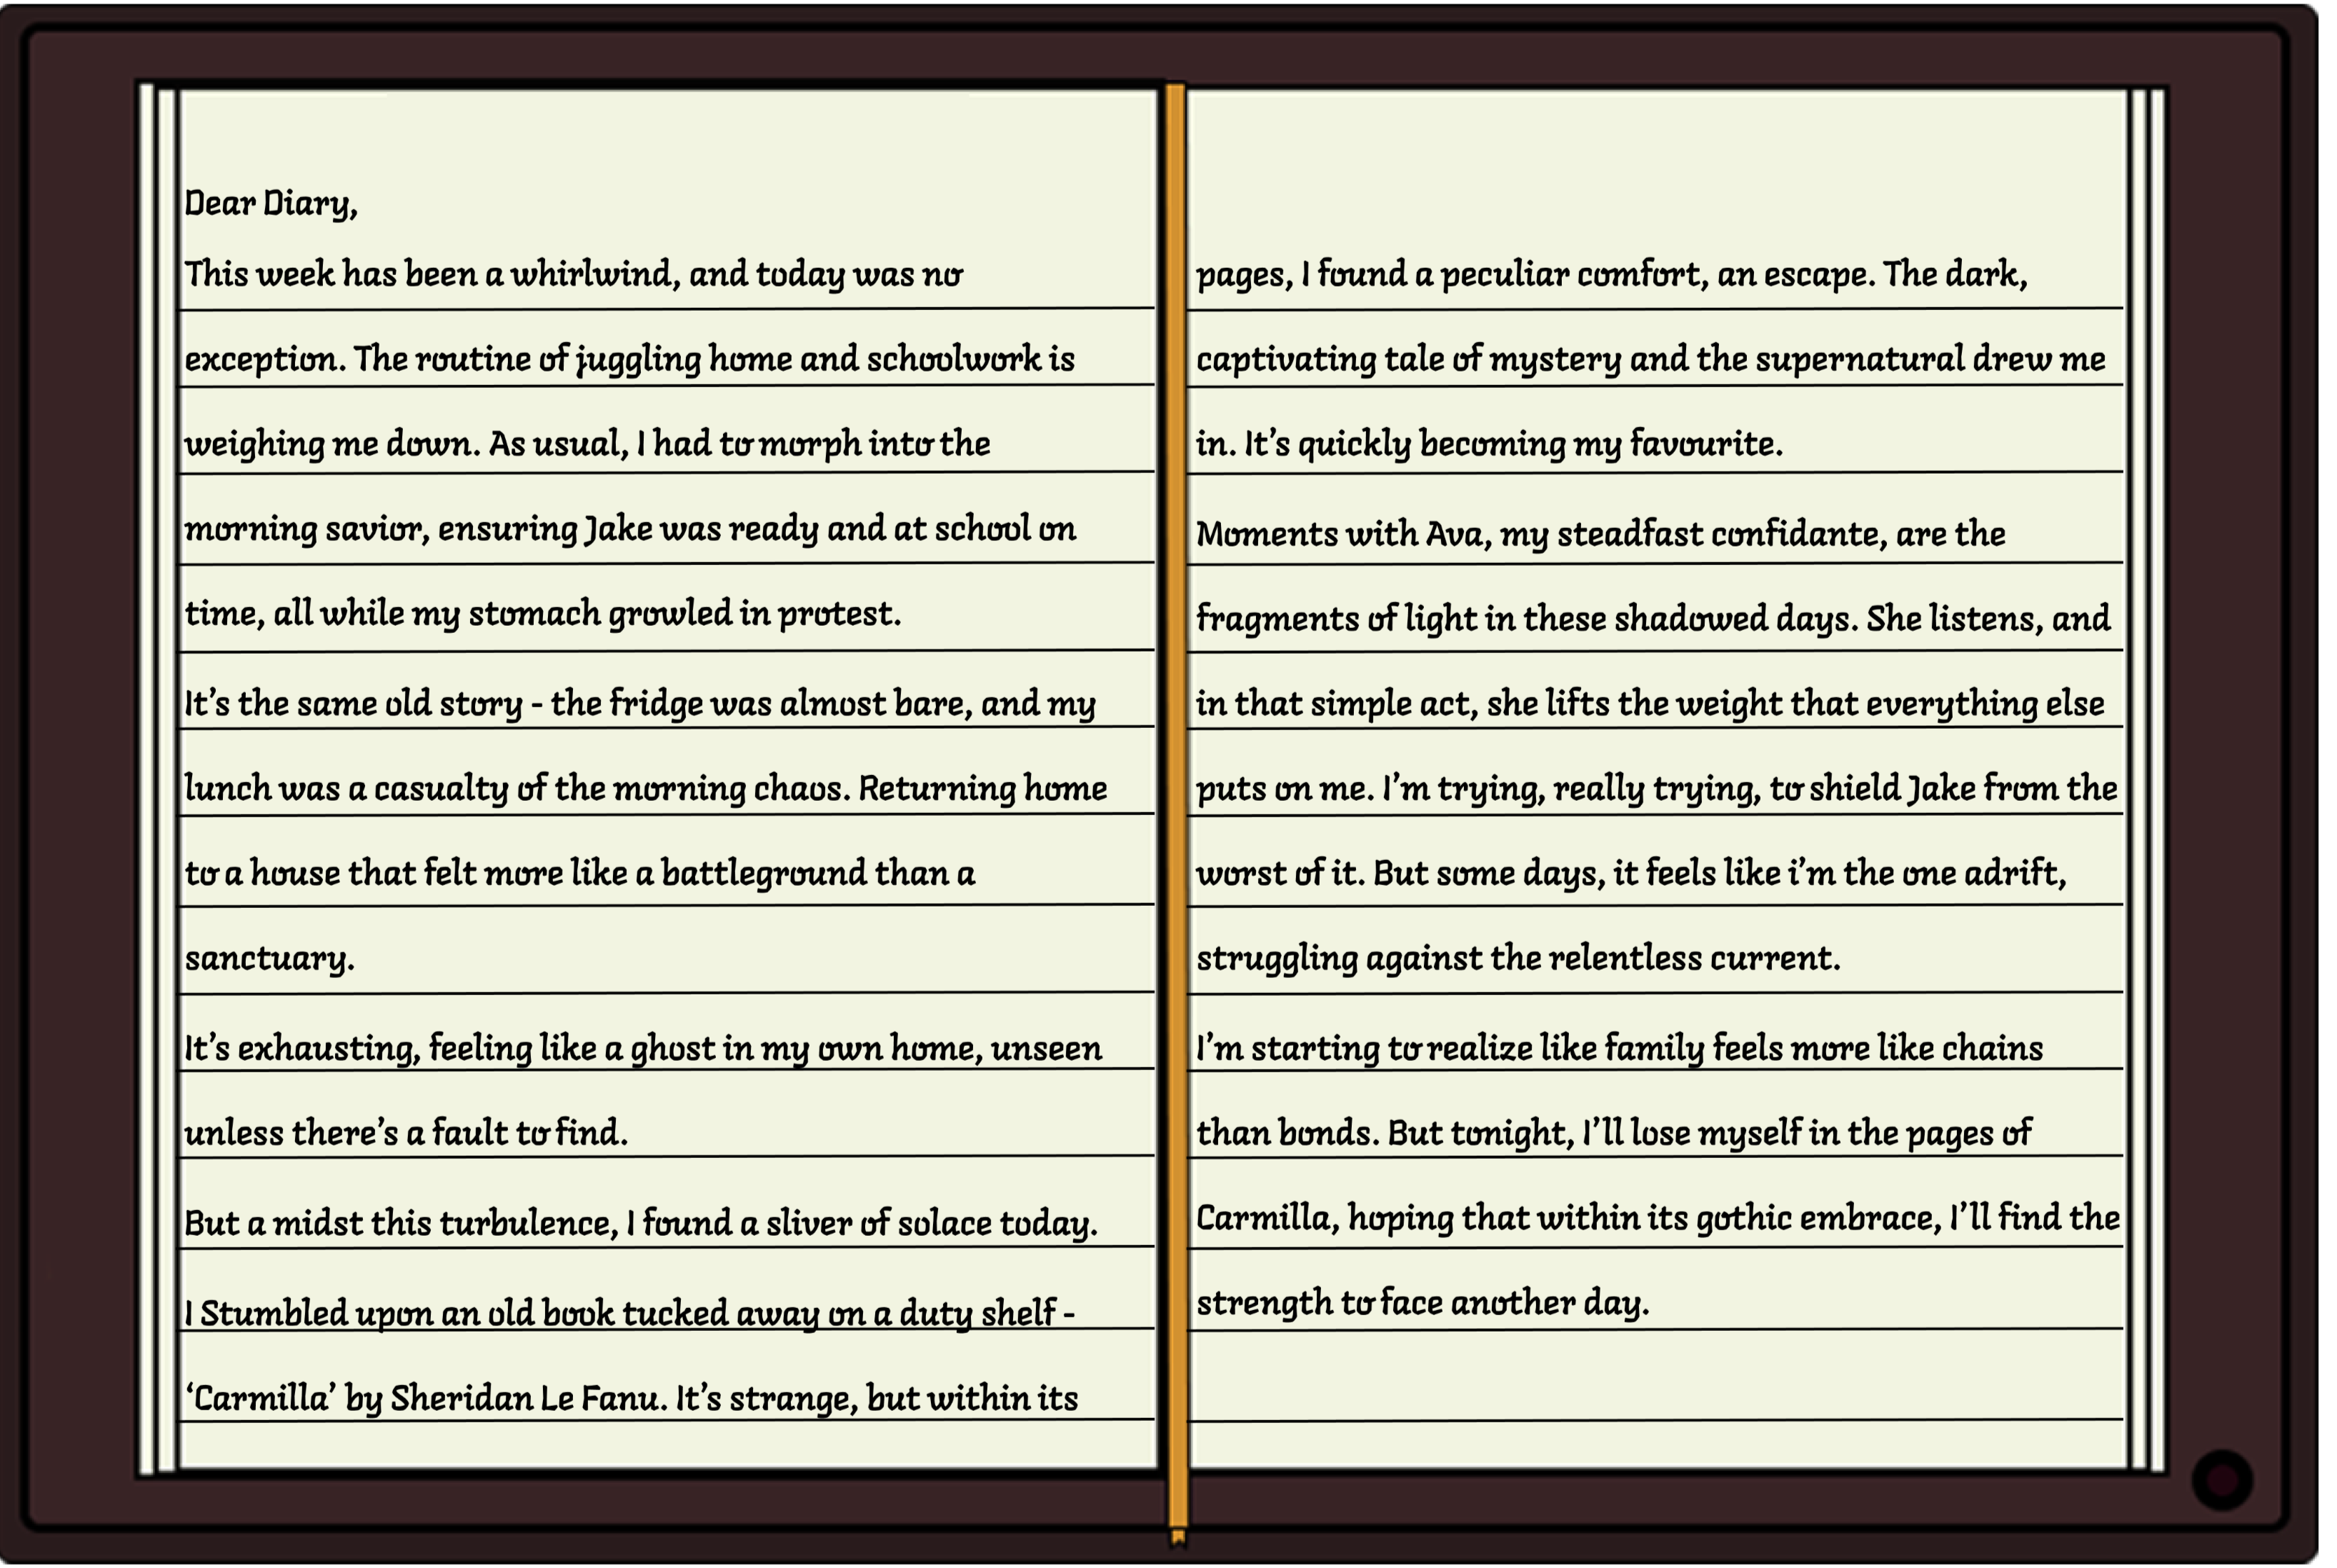 Dear Diary,
This week has been a whirlwind, and today was no
exception. The routine of juggling home and schoolwork is
weighing me down. As usual, I had to morph into the
morning savior, ensuring Jake was ready and at school on
time, all while my stomach growled in protest.
It's the same old story - the fridge was almost bare, and my
lunch was a casualty of the morning chaos. Returning home
to a house that felt more like a battleground than a
sanctuary.
It's exhausting, feeling like a ghost in my own home, unseen
unless there's a fault to find.
But a midst this turbulence, I found a sliver of solace today.
I Stumbled upon an old book tucked away on a duty shelf -
‘Carmilla’ by Sheridan Le Fanu. It's strange, but within its
pages, I found a peculiar comfort, an escape. The dark,
captivating tale of mystery and the supernatural drew me
in. It's quickly becoming my favourite.
Moments with Ava, my steadfast confidante, are the
fragments of light in these shadowed days. She listens, and
in that simple act, she lifts the weight that everything else
puts on me. I'm trying, really trying, to shield Jake from the
worst of it. But some days, it feels like i'm the one adrift,
struggling against the relentless current.
I'm starting to realize like family feels more like chains
than bonds. But tonight, I'll lose myself in the pages of
Carmilla, hoping that within its gothic embrace, I'll find the
strength to face another day.